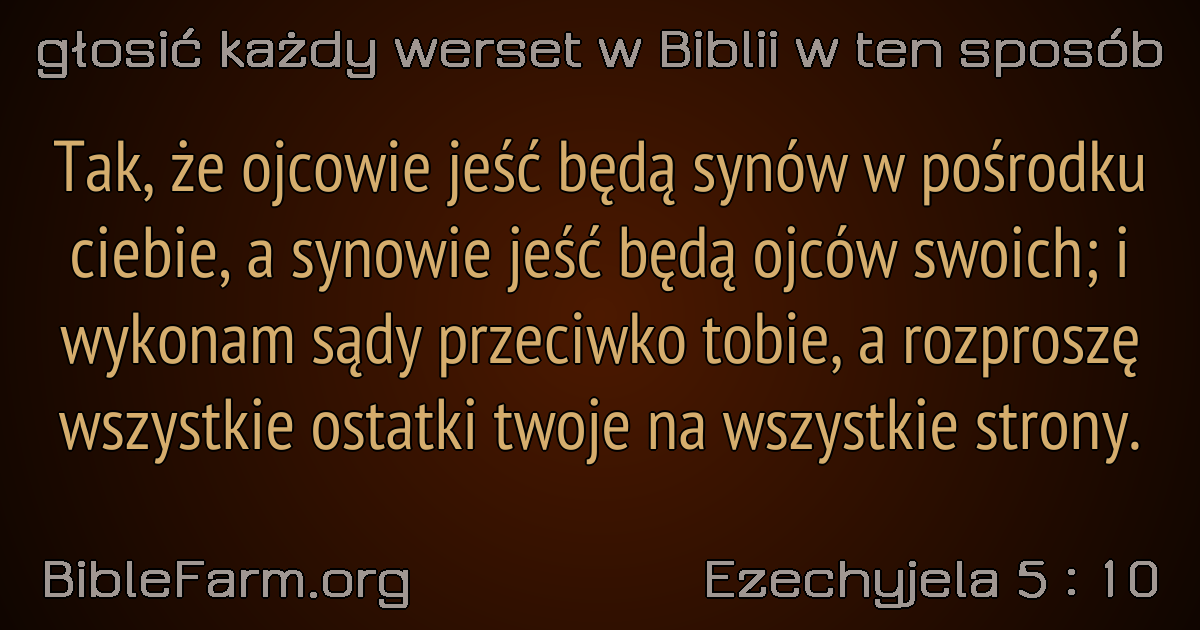 głosić każdy werset w Biblii w ten sposób
Tak, że ojcowie jeść będą synów w pośrodku
ciebie, a synowie jeść będą ojców swoich; i
wykonam sądy przeciwko tobie, a rozproszę
wszystkie ostatki twoje na wszystkie strony.
BibleFarm.org
Ezechyjela 5 : 10